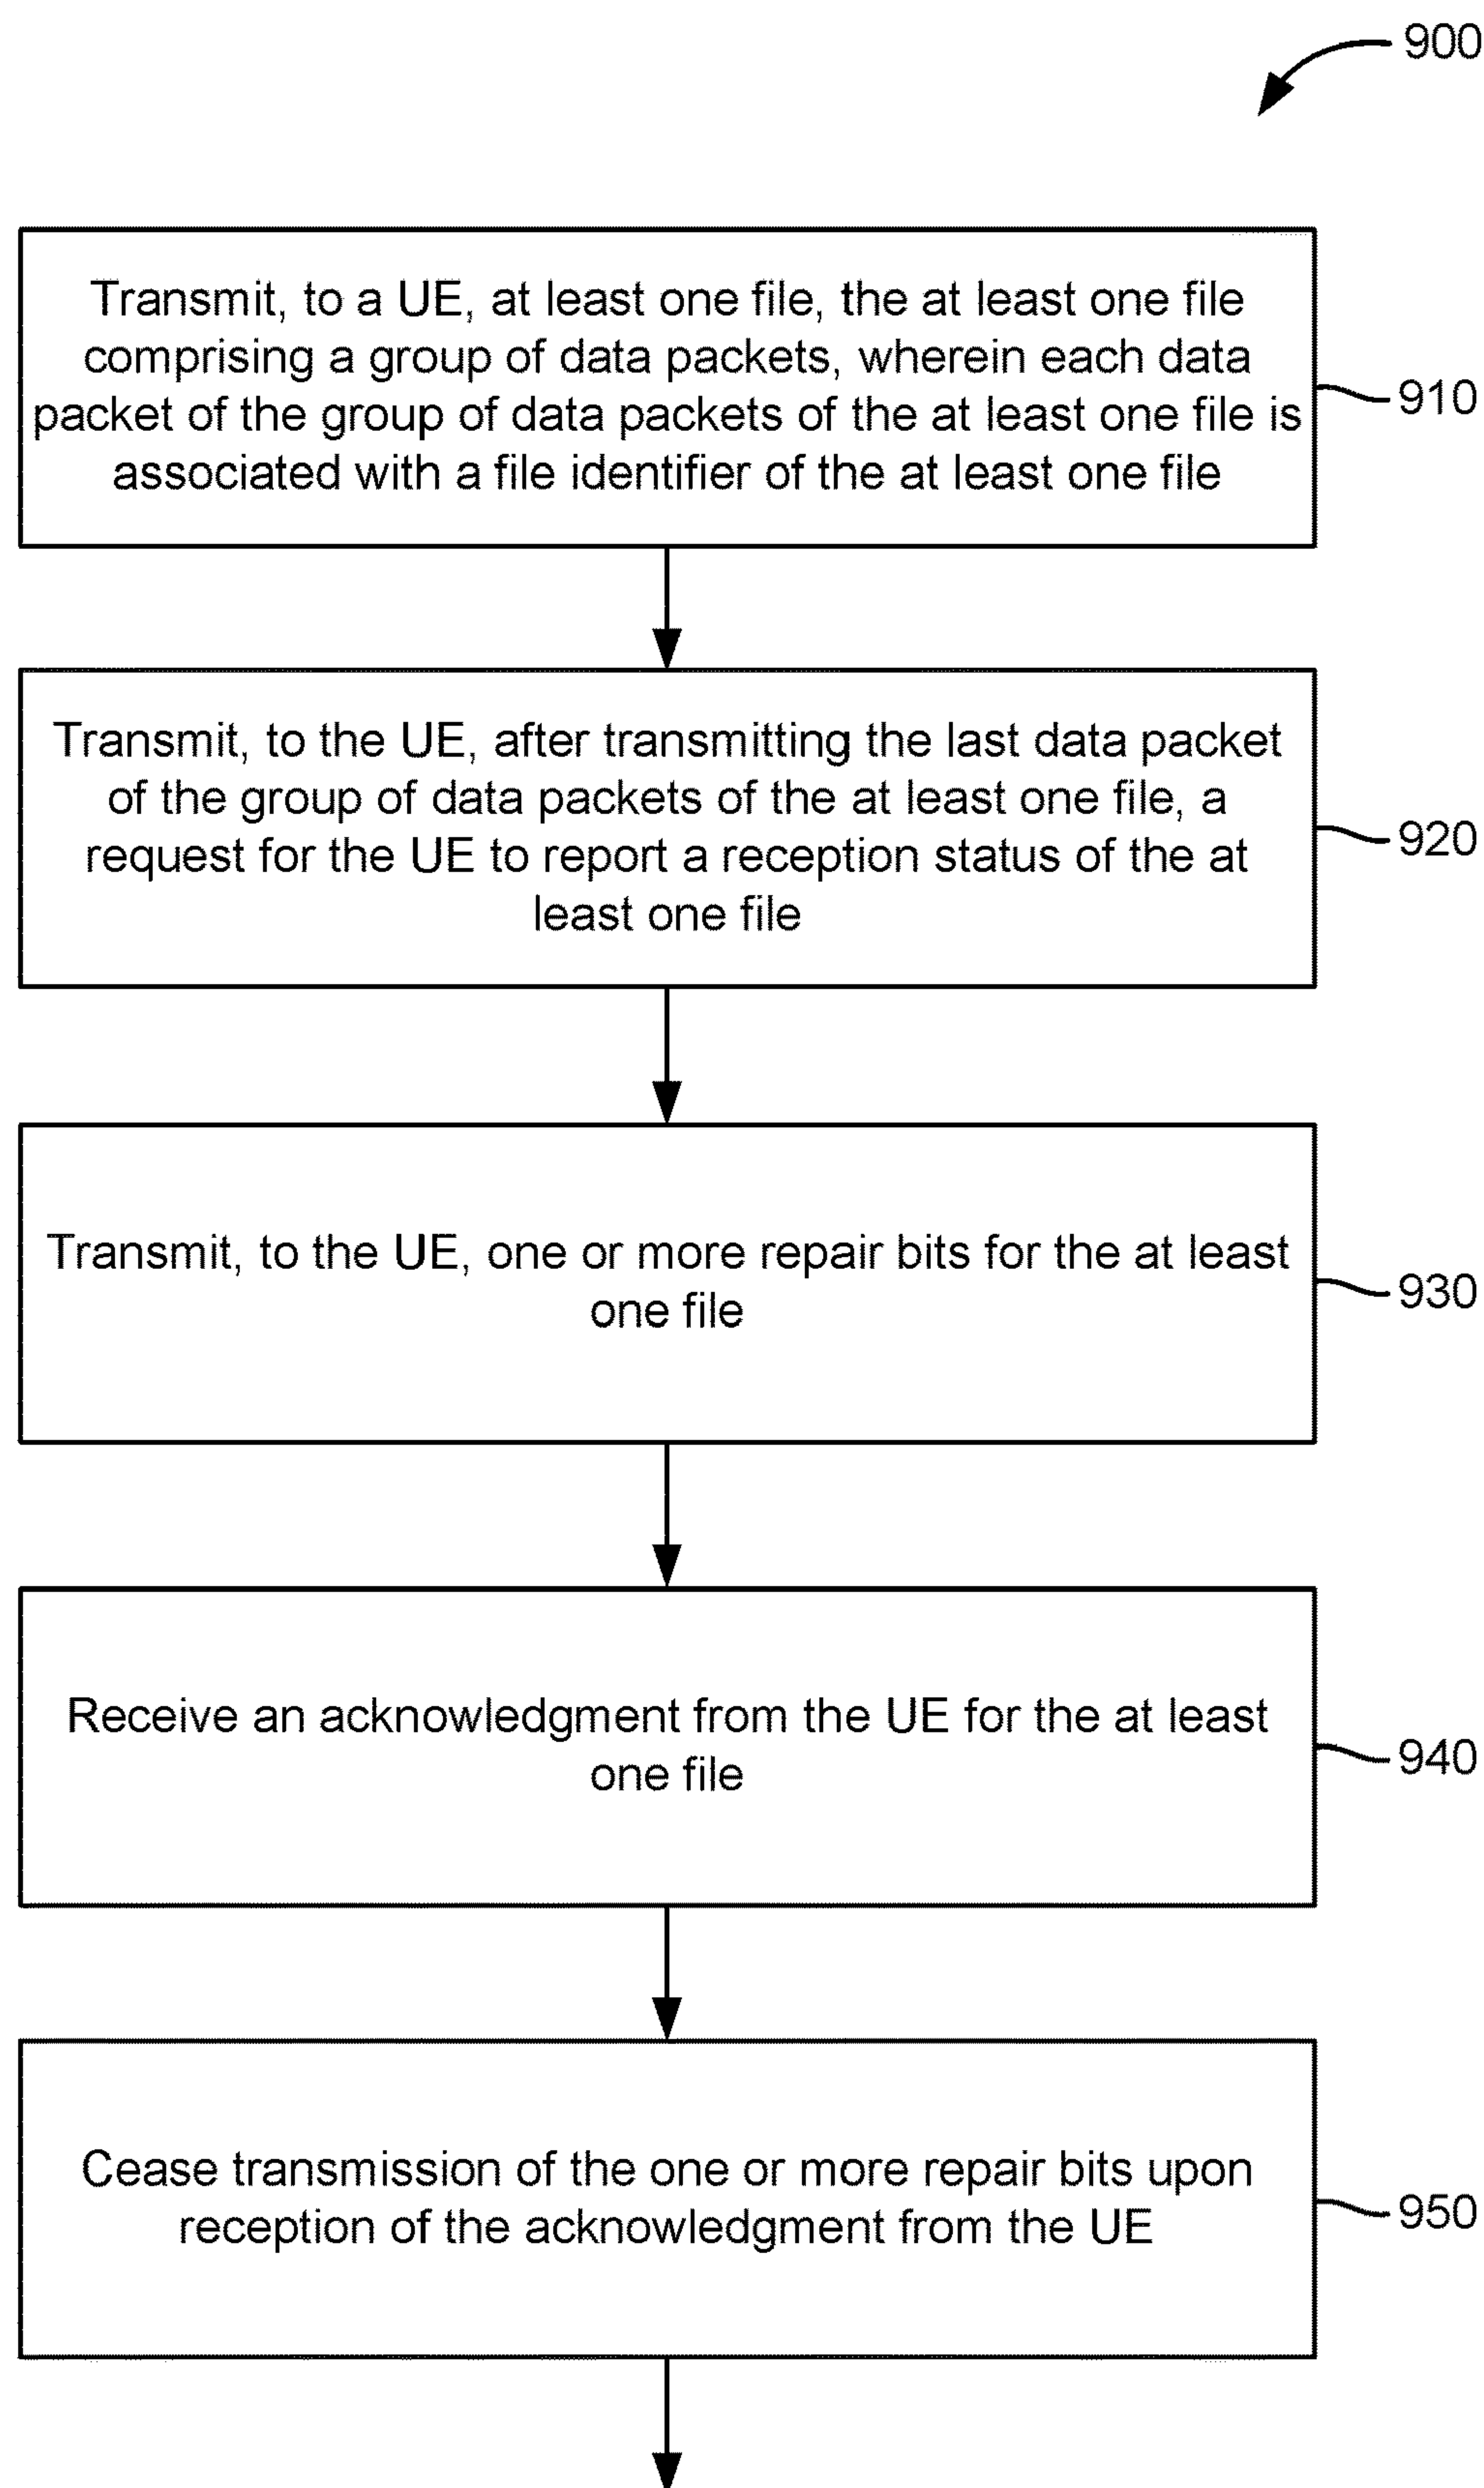 900
Transmit, to a UE, at least one file, the at least one file
comprising a group of data packets, wherein each data
packet of the group of data packets of the at least one file is
associated with a file identifier of the at least one file
910
Transmit, to the UE, after transmitting the last data packet
of the group of data packets of the at least one file, a
request for the UE to report a reception status of the at
least one file
920
Transmit, to the UE, one or more repair bits for the at least
one file
930
Receive an acknowledgment from the UE for the at least
one file
940
Cease transmission of the one or more repair bits upon
reception of the acknowledgment from the UE
950